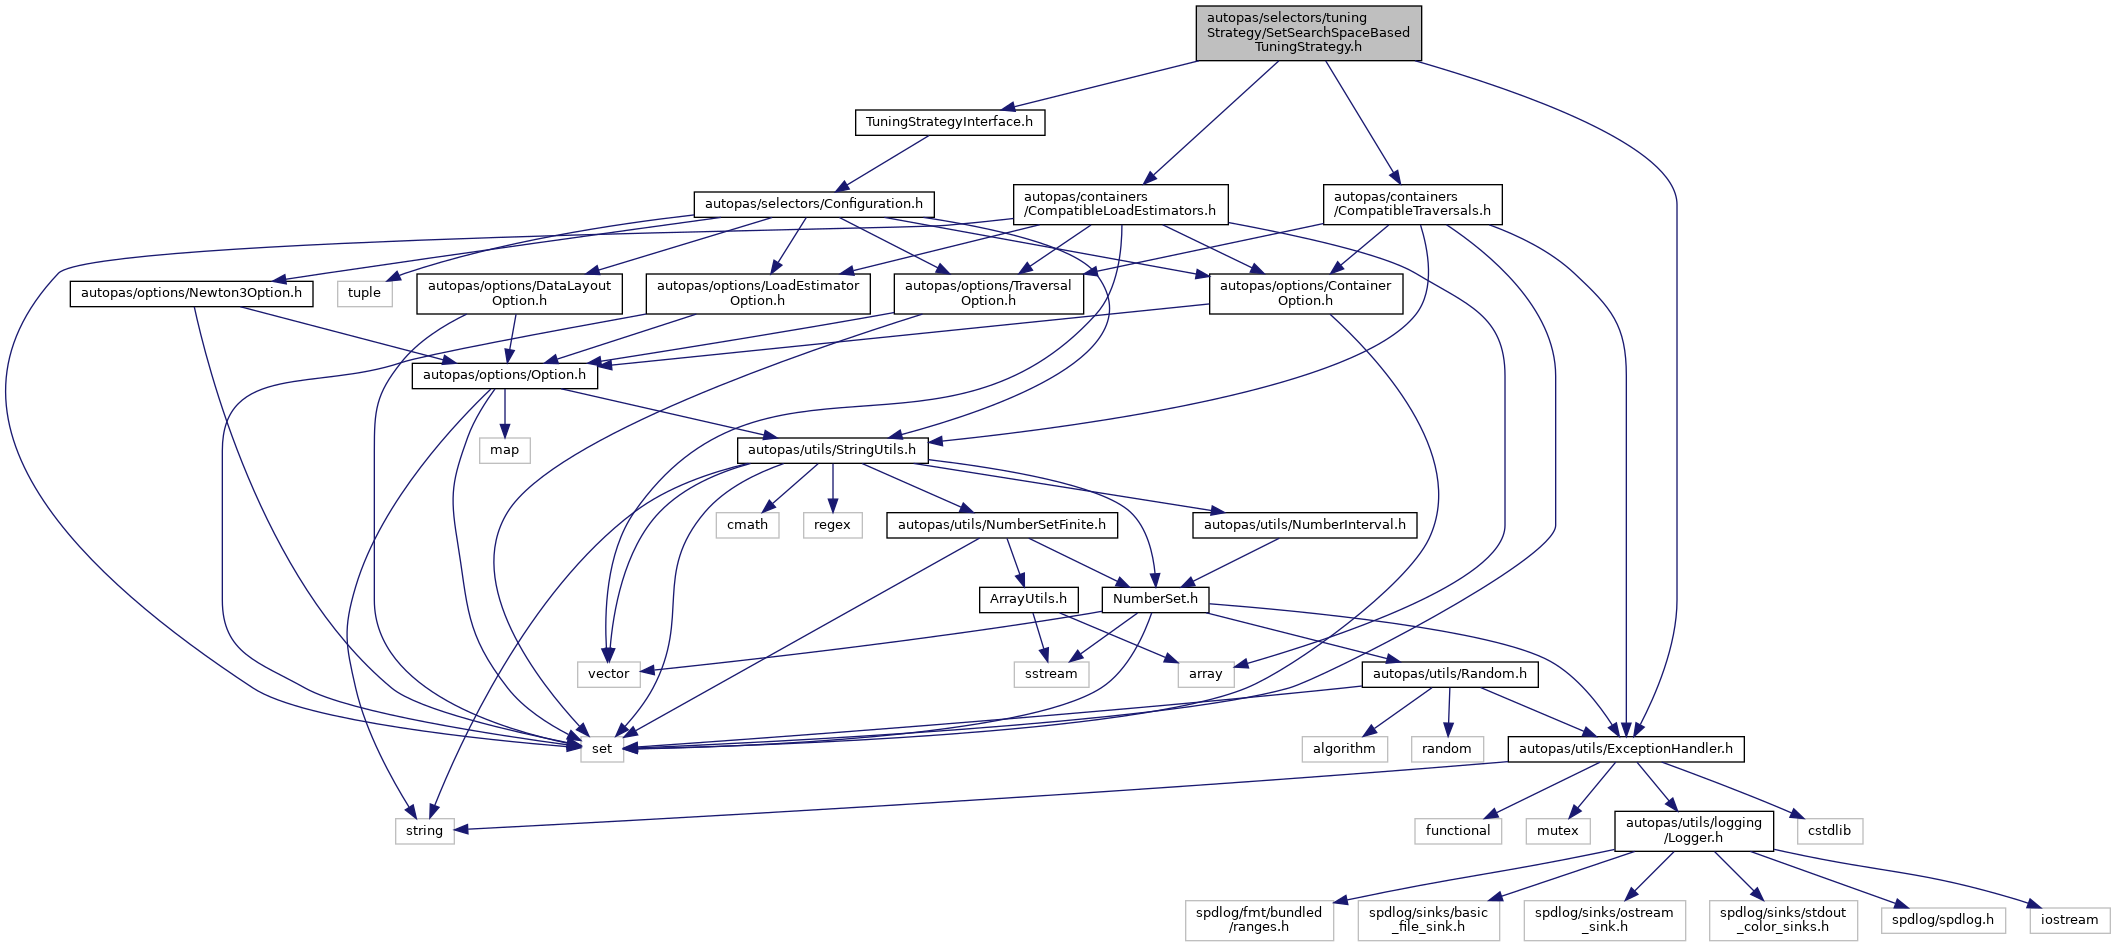 autopas/selectors/tuning
Strategy/SetSearchSpaceBased
TuningStrategy.h
TuningStrategyInterface.h
autopas/selectors/Configuration.h
autopas/containers
/CompatibleLoadEstimators.h
autopas/containers
/CompatibleTraversals.h
autopas/options/Newton3Option.h
tuple
autopas/options/DataLayout
Option.h
autopas/options/LoadEstimator
Option.h
autopas/options/Traversal
Option.h
autopas/options/Container
Option.h
autopas/options/Option.h
map
autopas/utils/StringUtils.h
cmath
regex
autopas/utils/NumberSetFinite.h
autopas/utils/NumberInterval.h
ArrayUtils.h
NumberSet.h
vector
sstream
array
autopas/utils/Random.h
set
algorithm
random
autopas/utils/ExceptionHandler.h
string
functional
mutex
autopas/utils/logging
/Logger.h
cstdlib
spdlog/fmt/bundled
/ranges.h
spdlog/sinks/basic
_file_sink.h
spdlog/sinks/ostream
_sink.h
spdlog/sinks/stdout
_color_sinks.h
spdlog/spdlog.h
iostream